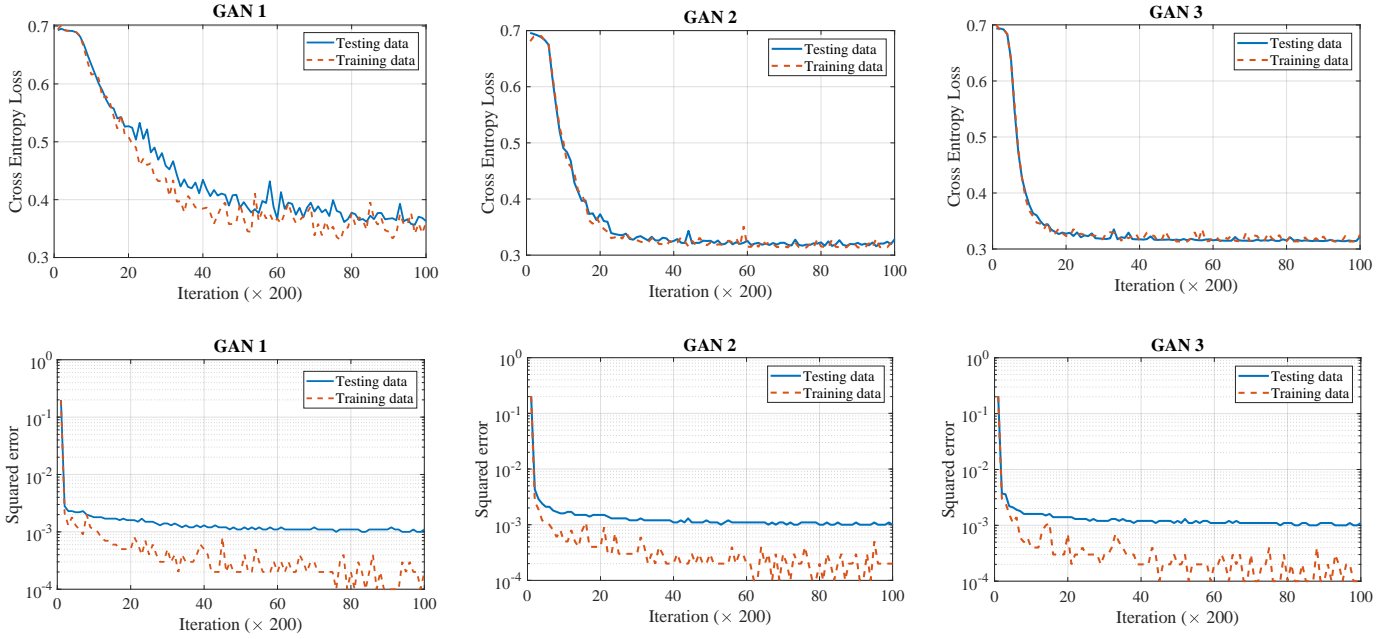 GAN 1
Cross Entropy Loss
0.7
0.6
0.5
0.4
0.3
Testing data
Training data
0 20 40 60 80 100
Iteration (× 200)
GAN 2
Cross Entropy Loss
0.7
0.6
0.5
0.4
0.3
Testing data
Training data
0 20 40 60 80 100
Iteration (× 200)
GAN 3
Cross Entropy Loss
0.7
0.6
0.5
0.4
0.3
Testing data
Training data
0 20 40 60 80 100
Iteration (× 200)
GAN 1
Squared error
10⁰
10⁻¹
10⁻²
10⁻³
10⁻⁴
Testing data
Training data
0 20 40 60 80 100
Iteration (× 200)
GAN 2
Squared error
10⁰
10⁻¹
10⁻²
10⁻³
10⁻⁴
Testing data
Training data
0 20 40 60 80 100
Iteration (× 200)
GAN 3
Squared error
10⁰
10⁻¹
10⁻²
10⁻³
10⁻⁴
Testing data
Training data
0 20 40 60 80 100
Iteration (× 200)